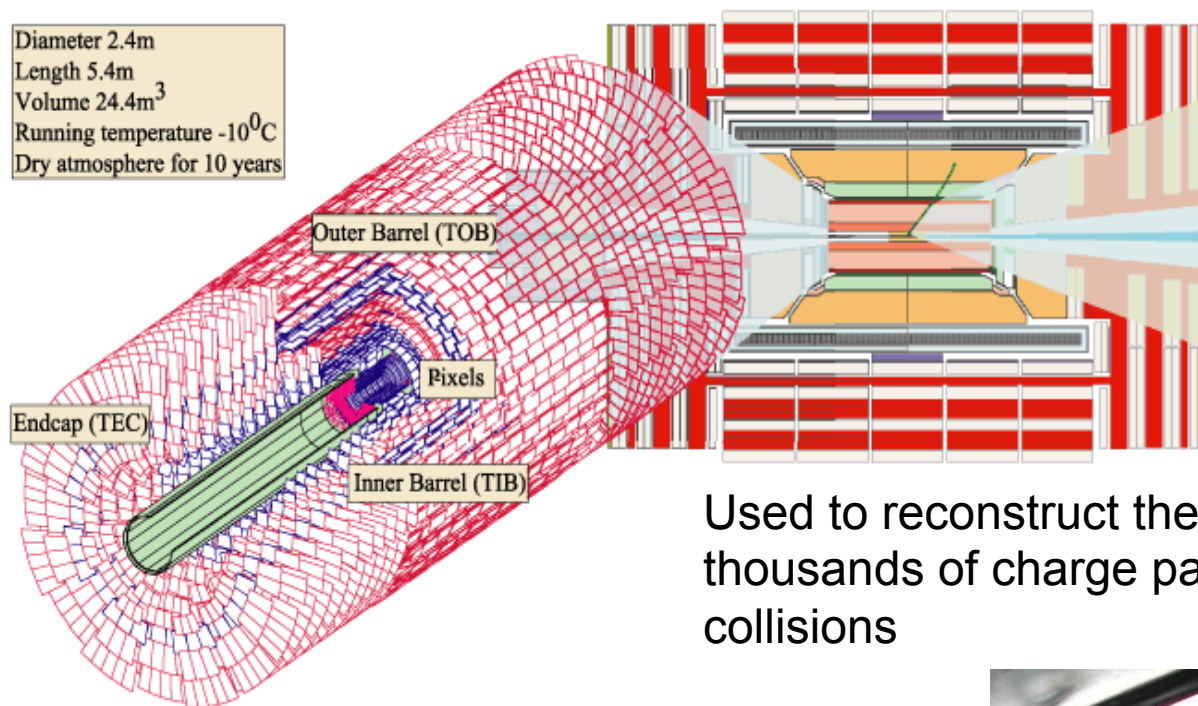 Diameter 2.4m
Length 5.4m
Volume 24.4m3
Running temperature -10⁰C
Dry atmosphere for 10 years
Outer Barrel (TOB)
Pixels
Endcap (TEC)
Inner Barrel (TIB)
Used to reconstruct the
thousands of charge pa
collisions